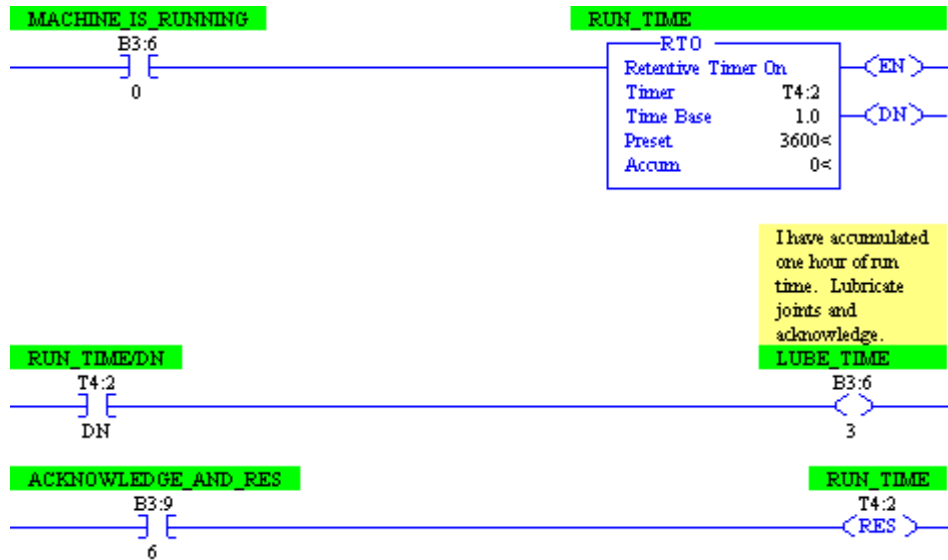 MACHINE_IS_RUNNING
B3:6
0
RUN_TIME
RTO
Retentive Timer On
Timer T4:2
Time Base 1.0
Preset 3600<
Accum 0<
EN
DN
I have accumulated
one hour of run
time. Lubricate
joints and
acknowledge.
RUN_TIME/DN
T4:2
DN
LUBE_TIME
B3:6
3
ACKNOWLEDGE_AND_RES
B3:9
6
RUN_TIME
T4:2
RES